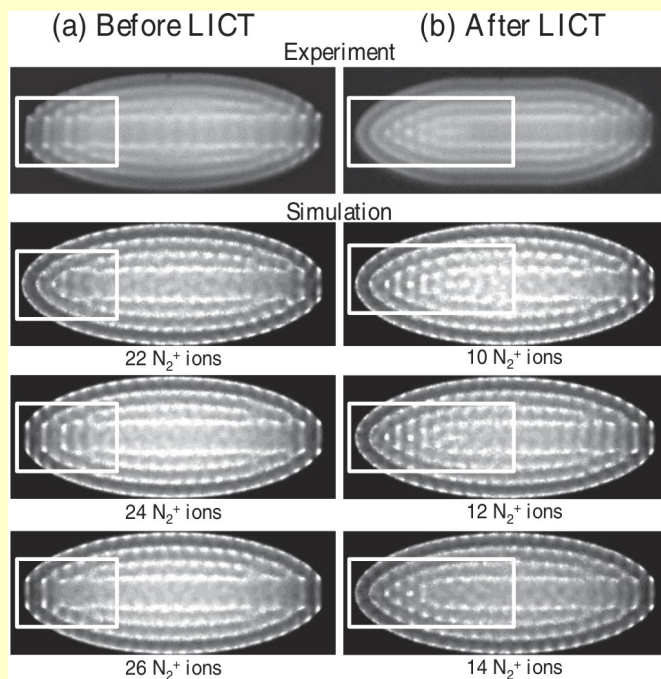 (a) Before LICT (b) After LICT
Experiment
Simulation
22 N₂⁺ ions 10 N₂⁺ ions
24 N₂⁺ ions 12 N₂⁺ ions
26 N₂⁺ ions 14 N₂⁺ ions